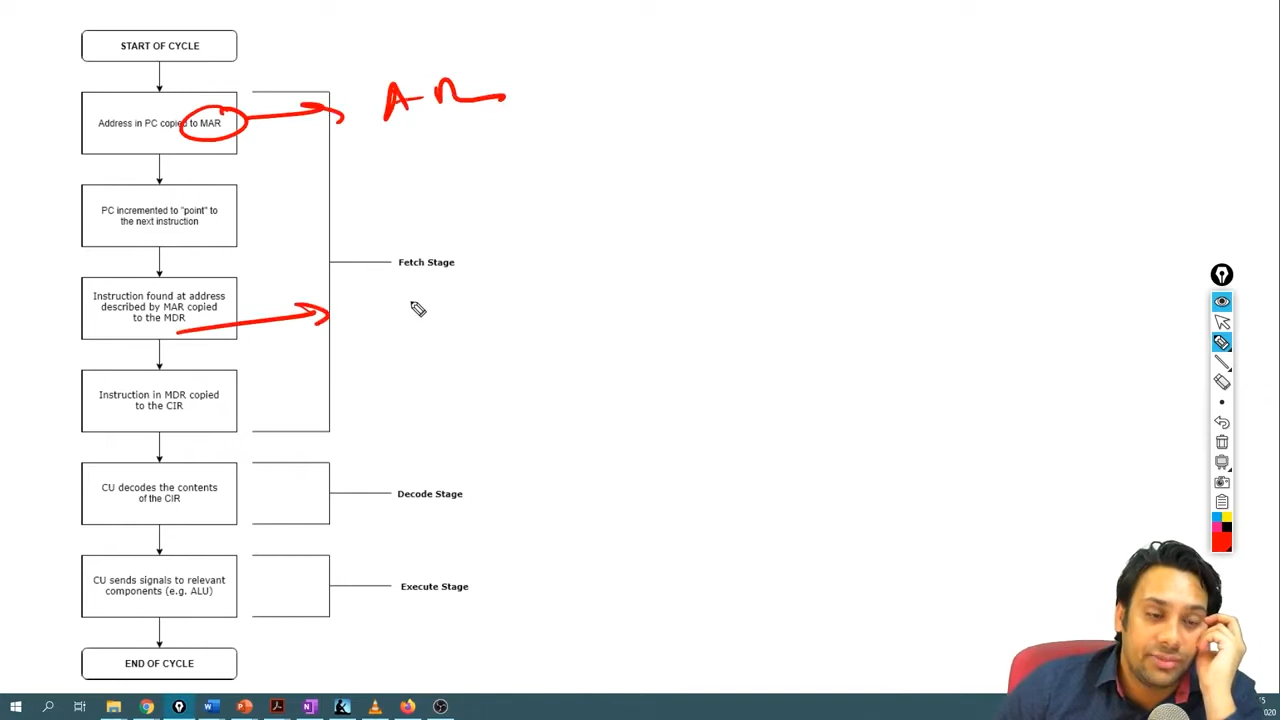 START OF CYCLE
Address in PC copied to MAR
PC incremented to "point" to
the next instruction
Fetch Stage
Instruction found at address
described by MAR copied
to the MDR
Instruction in MDR copied
to the CIR
CU decodes the contents
of the CIR
Decode Stage
CU sends signals to relevant
components (e.g. ALU)
Execute Stage
END OF CYCLE